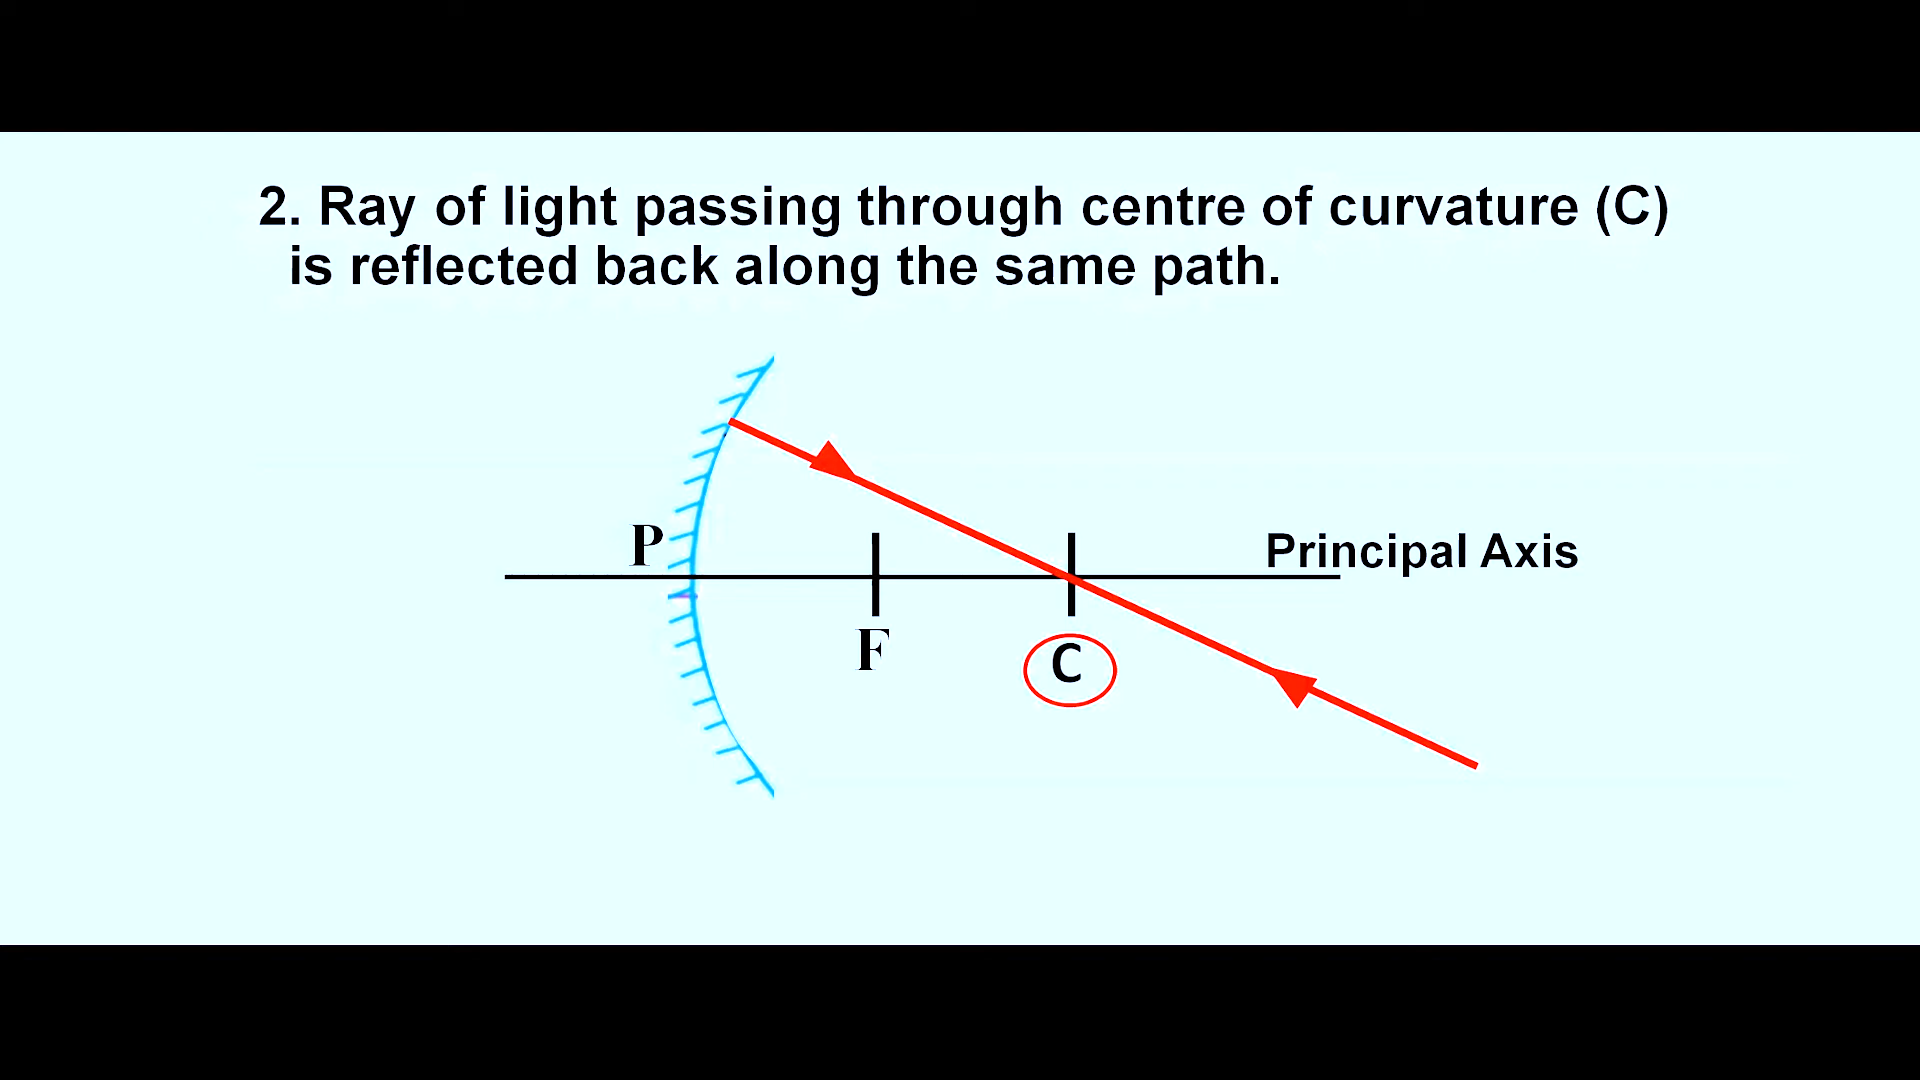 2. Ray of light passing through centre of curvature (C)
is reflected back along the same path.
P
Principal Axis
F
C